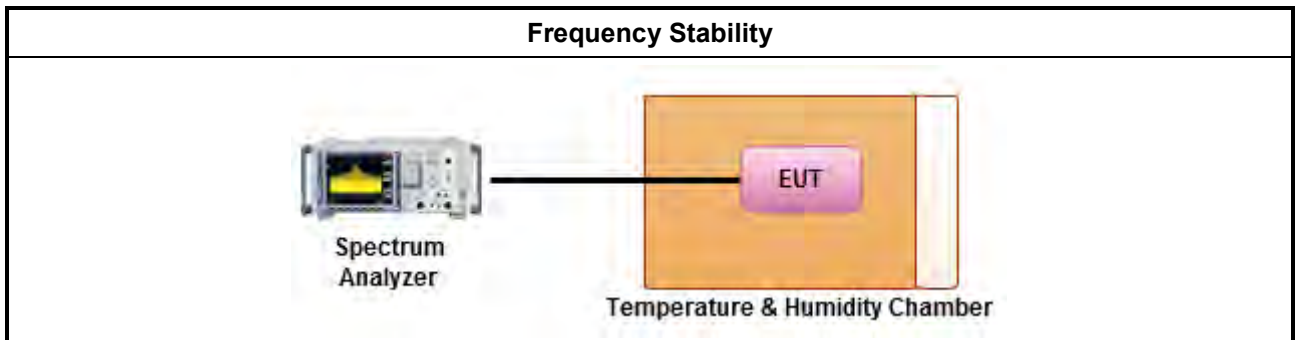 Frequency Stability
EUT
Spectrum
Analyzer
Temperature & Humidity Chamber